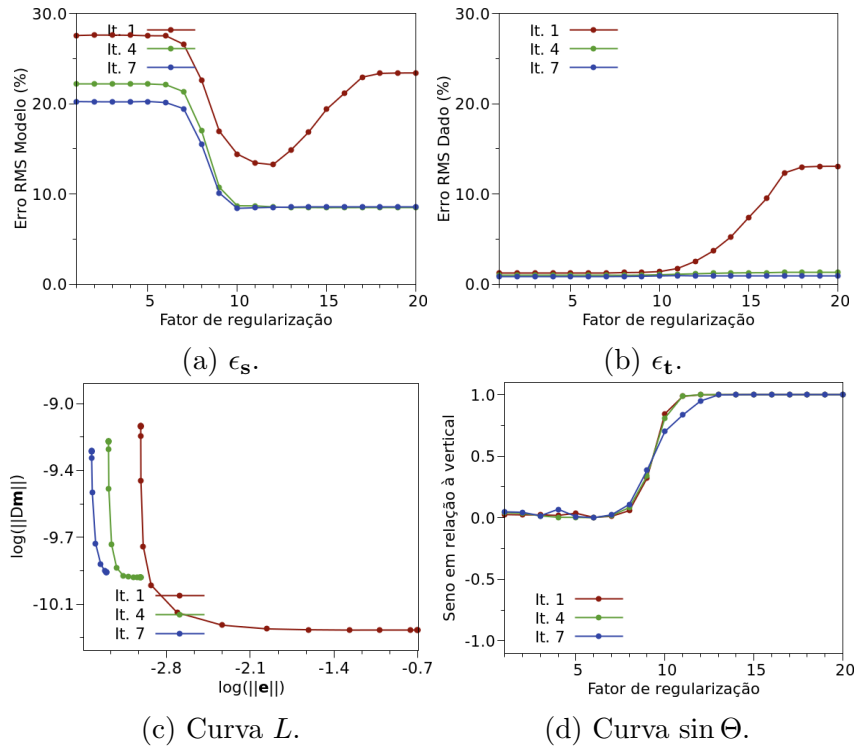 It. 1
It. 4
It. 7
30.0
20.0
10.0
0.0
Erro RMS Modelo (%)
5
10
15
20
Fator de regularização
(a) ϵs.
It. 1
It. 4
It. 7
30.0
20.0
10.0
0.0
Erro RMS Dado (%)
5
10
15
20
Fator de regularização
(b) ϵt.
-9.0
-9.4
-9.7
-10.1
log(||Dm||)
It. 1
It. 4
It. 7
-2.8
-2.1
-1.4
-0.7
log(||e||)
(c) Curva L.
1.0
0.5
0.0
-0.5
-1.0
Seno em relação à vertical
It. 1
It. 4
It. 7
5
10
15
20
Fator de regularização
(d) Curva sin Θ.